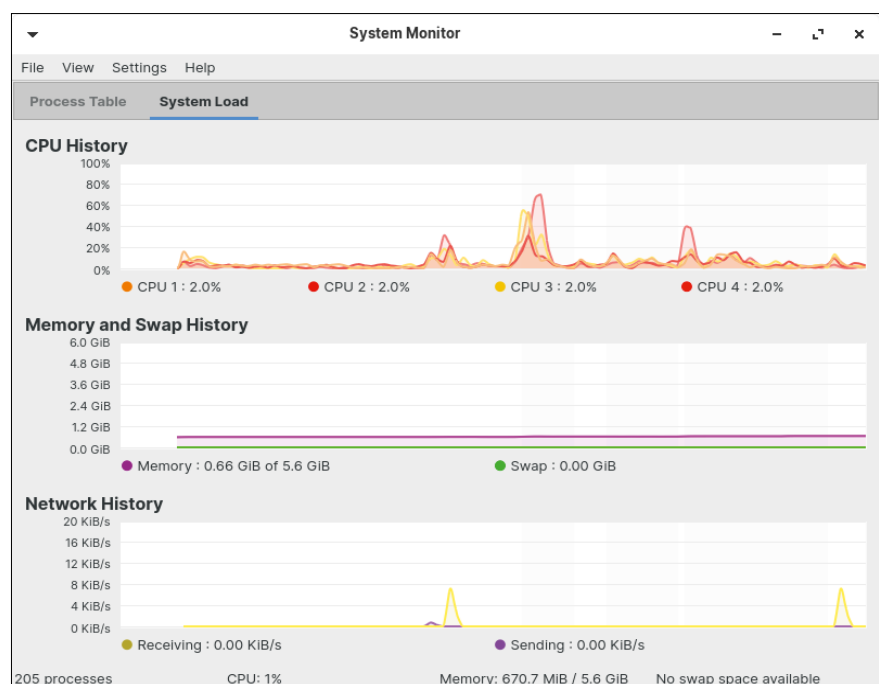 System Monitor
File View Settings Help
Process Table System Load
CPU History
100%
80%
60%
40%
20%
0%
CPU 1 : 2.0% CPU 2 : 2.0% CPU 3 : 2.0% CPU 4 : 2.0%
Memory and Swap History
6.0 GiB
4.8 GiB
3.6 GiB
2.4 GiB
1.2 GiB
0.0 GiB
Memory : 0.66 GiB of 5.6 GiB Swap : 0.00 GiB
Network History
20 KiB/s
16 KiB/s
12 KiB/s
8 KiB/s
4 KiB/s
0 KiB/s
Receiving : 0.00 KiB/s Sending : 0.00 KiB/s
205 processes CPU: 1% Memory: 670.7 MiB / 5.6 GiB No swap space available